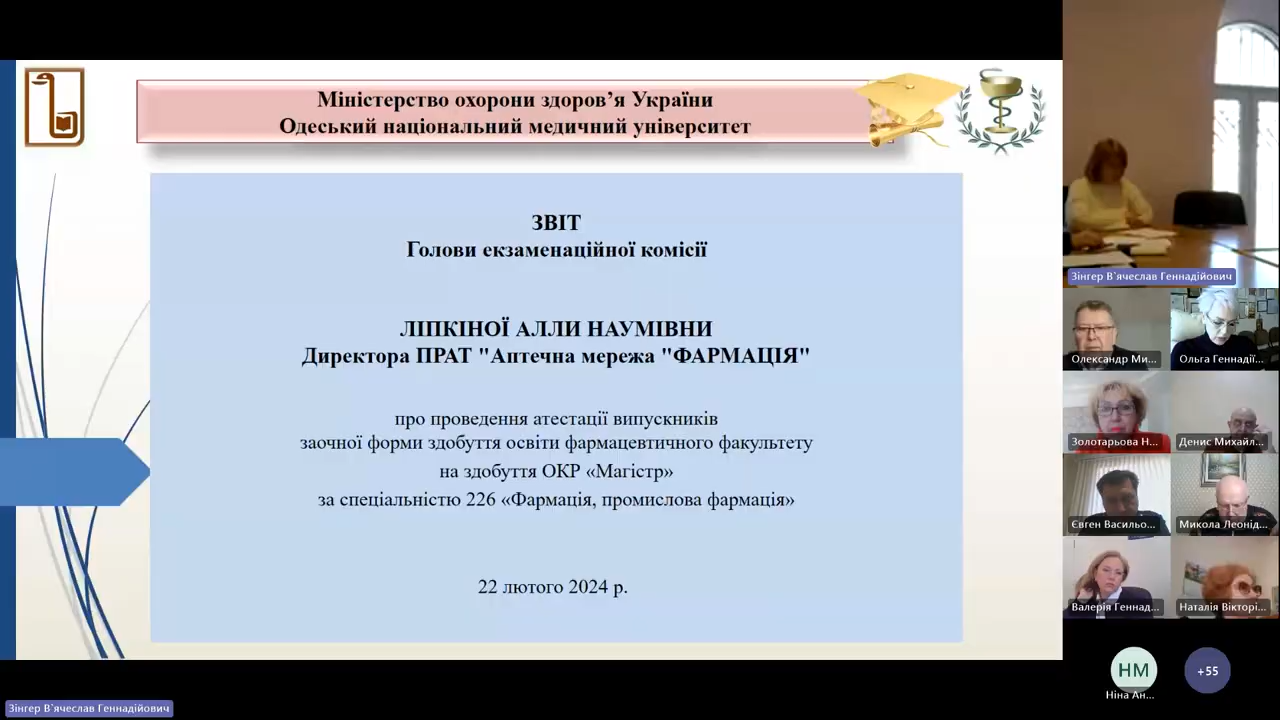 Міністерство охорони здоров’я України
Одеський національний медичний університет
ЗВІТ
Голови екзаменаційної комісії
ЛІПКІНОЇ АЛЛИ НАУМІВНИ
Директора ПРАТ "Аптечна мережа "ФАРМАЦІЯ"
про проведення атестації випускників
заочної форми здобуття освіти фармацевтичного факультету
на здобуття ОКР «Магістр»
за спеціальністю 226 «Фармація, промислова фармація»
22 лютого 2024 р.
Зінгер В`ячеслав Геннадійович
Олександр Ми...
Ольга Геннадії...
Золотарьова Н...
Денис Михайл...
Євген Васильо...
Микола Леонід...
Валерія Геннад...
Наталія Вікторі...
НМ
+55
Ніна Ан...
Зінгер В`ячеслав Геннадійович